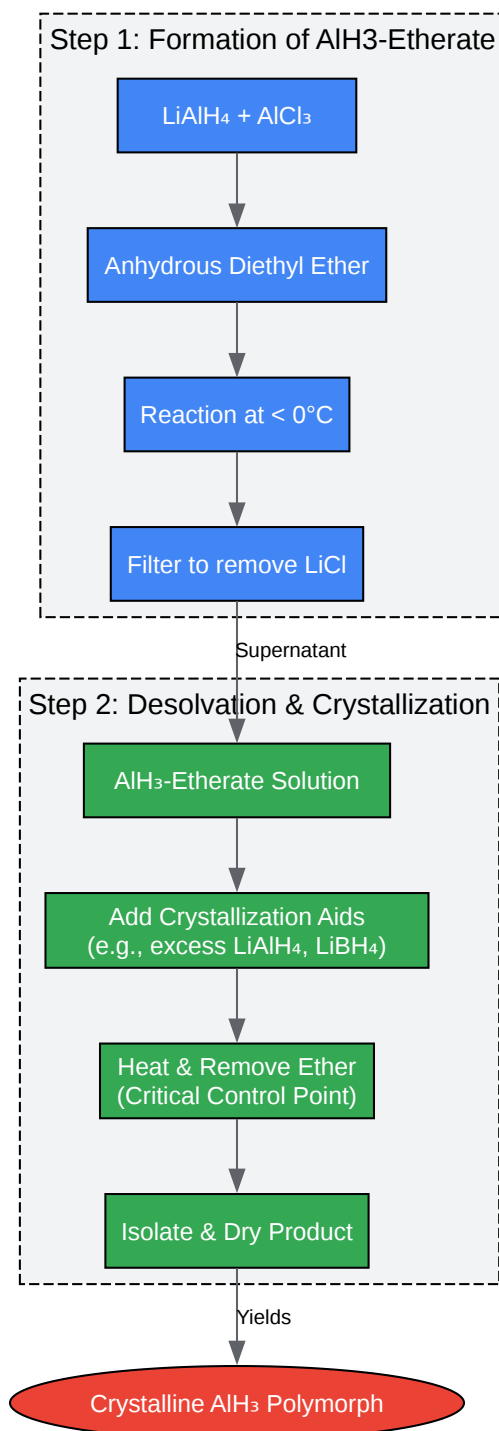 Step 1: Formation of AlH3-Etherate
LiAlH₄ + AlCl₃
Anhydrous Diethyl Ether
Reaction at < 0°C
Filter to remove LiCl
Supernatant
Step 2: Desolvation & Crystallization
AlH₃-Etherate Solution
Add Crystallization Aids
(e.g., excess LiAlH₄, LiBH₄)
Heat & Remove Ether
(Critical Control Point)
Isolate & Dry Product
Yields
Crystalline AlH₃ Polymorph